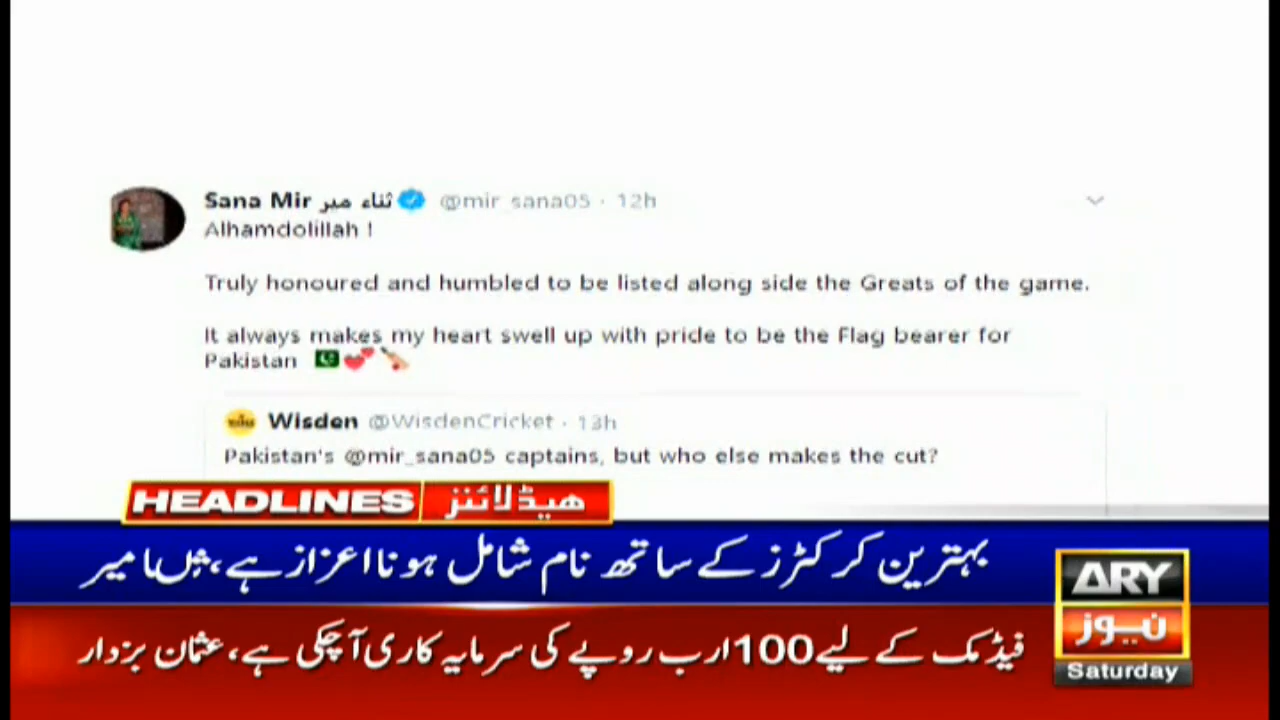 Sana Mir ثناء میر @mir_sana05 · 12h
Alhamdolillah !
Truly honoured and humbled to be listed along side the Greats of the game.
It always makes my heart swell up with pride to be the Flag bearer for
Pakistan 🇵🇰💕🏏
Wisden @WisdenCricket · 13h
Pakistan's @mir_sana05 captains, but who else makes the cut?
HEADLINES ھیڈلائنز
بہترین کرکٹرز کے ساتھ نام شامل ہونا اعزاز ہے، میر
فیڈمک کے لیے 100 ارب روپے کی سرمایہ کاری آچکی ہے، عثمان بزدار
ARY
نیوز
Saturday